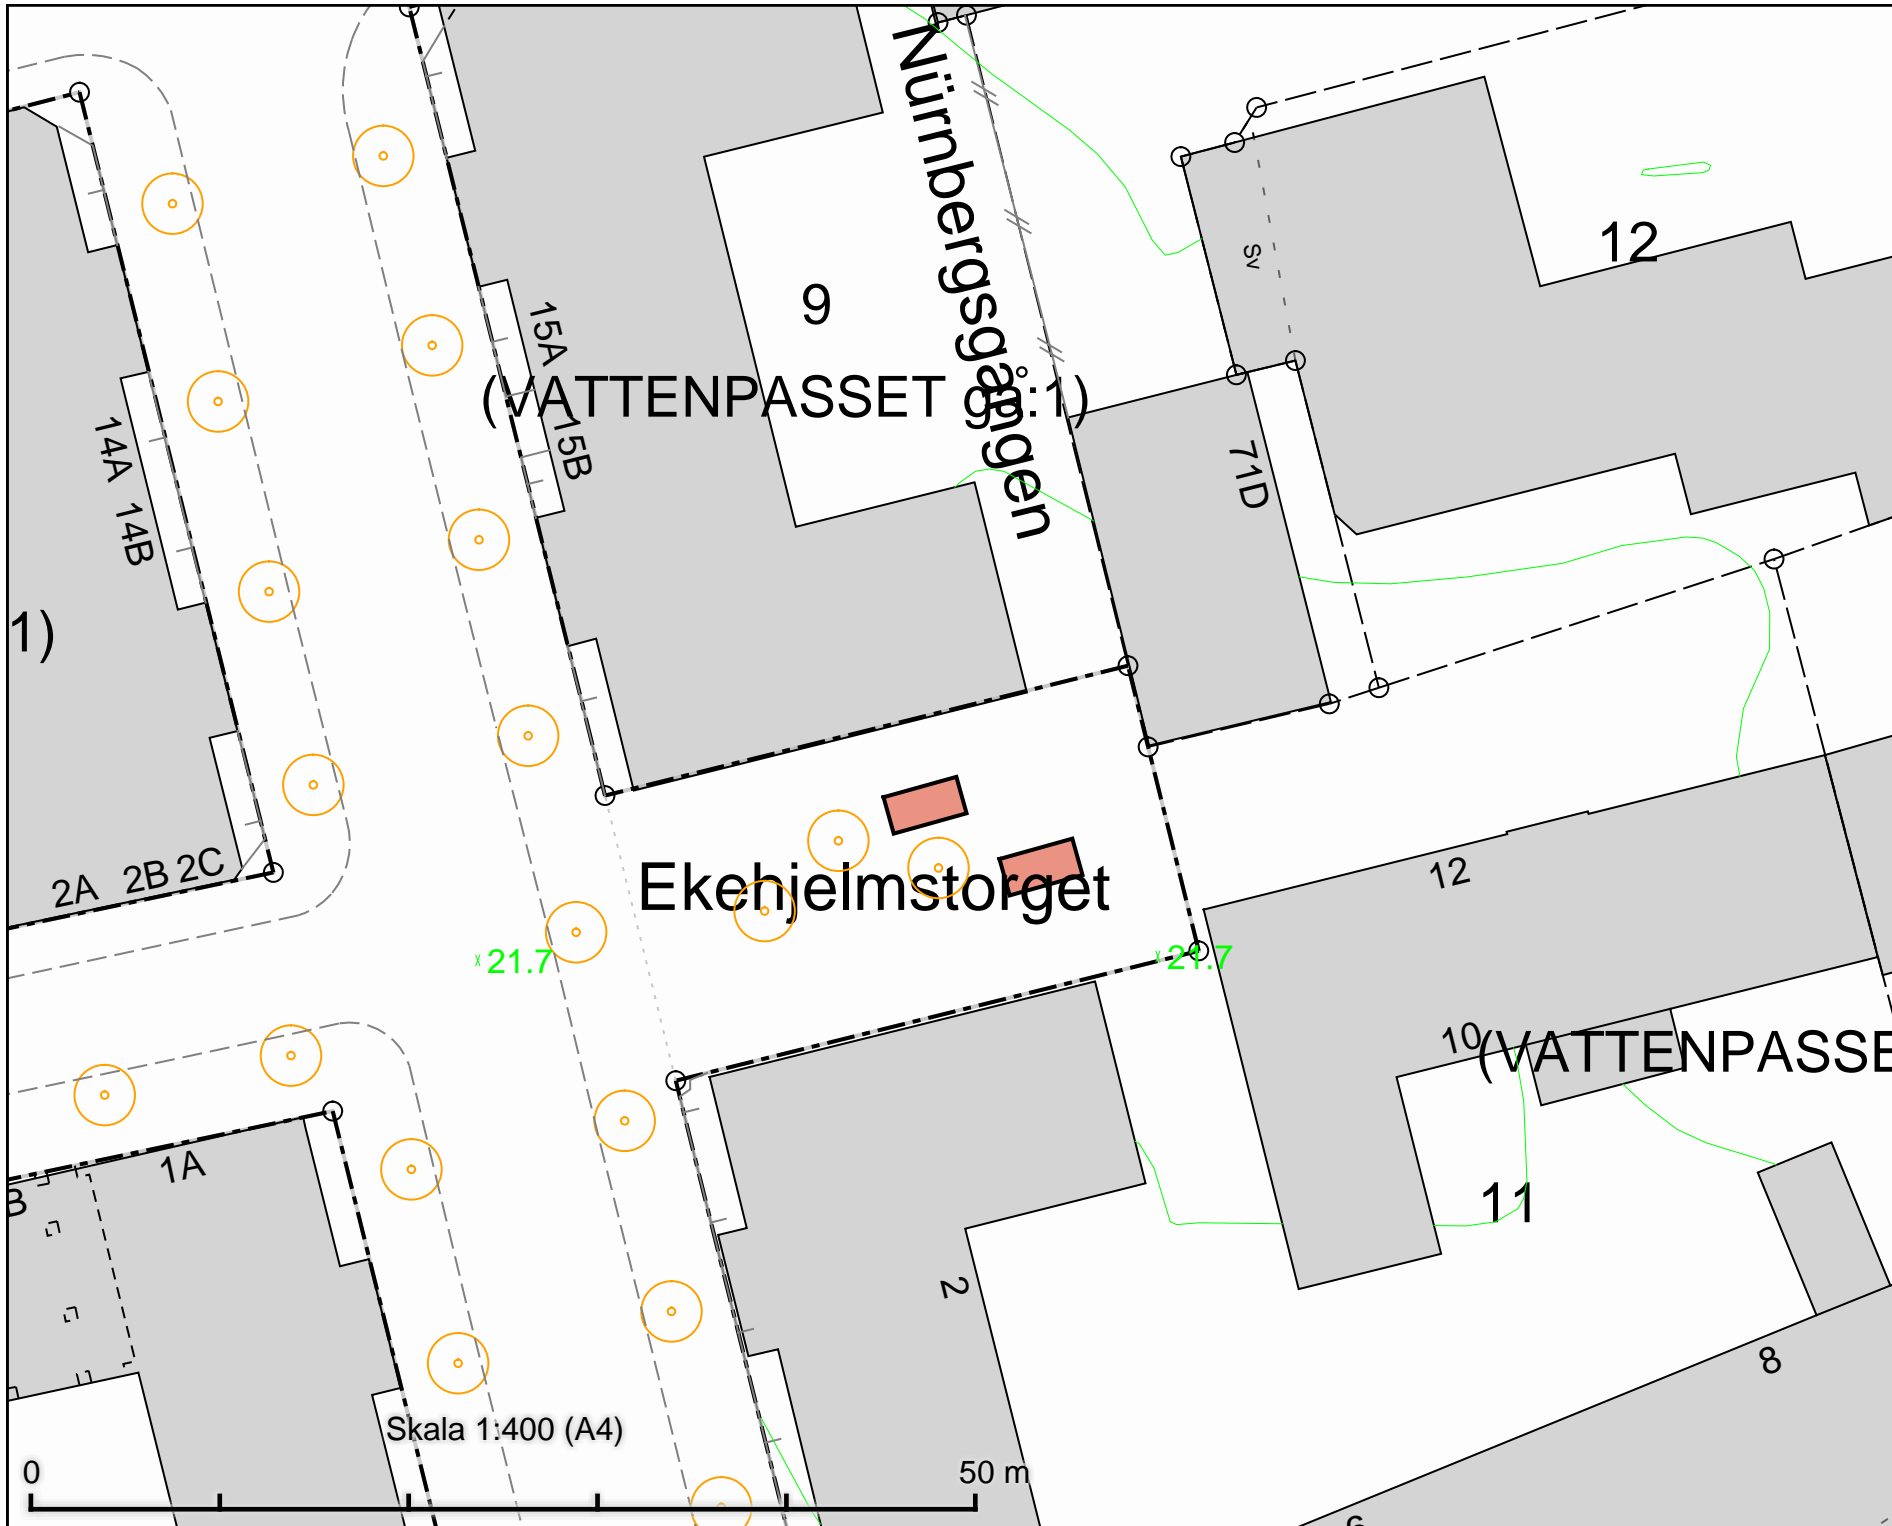 Nürnbergsgången
12
Sv
9
15A
(VATTENPASSET ga:1)
15B
14A
14B
71D
1)
2A 2B 2C
Ekehjelmstorget
12
21.7
21.7
10
(VATTENPASSE
1A
B
11
2
8
Skala 1:400 (A4)
0
50 m